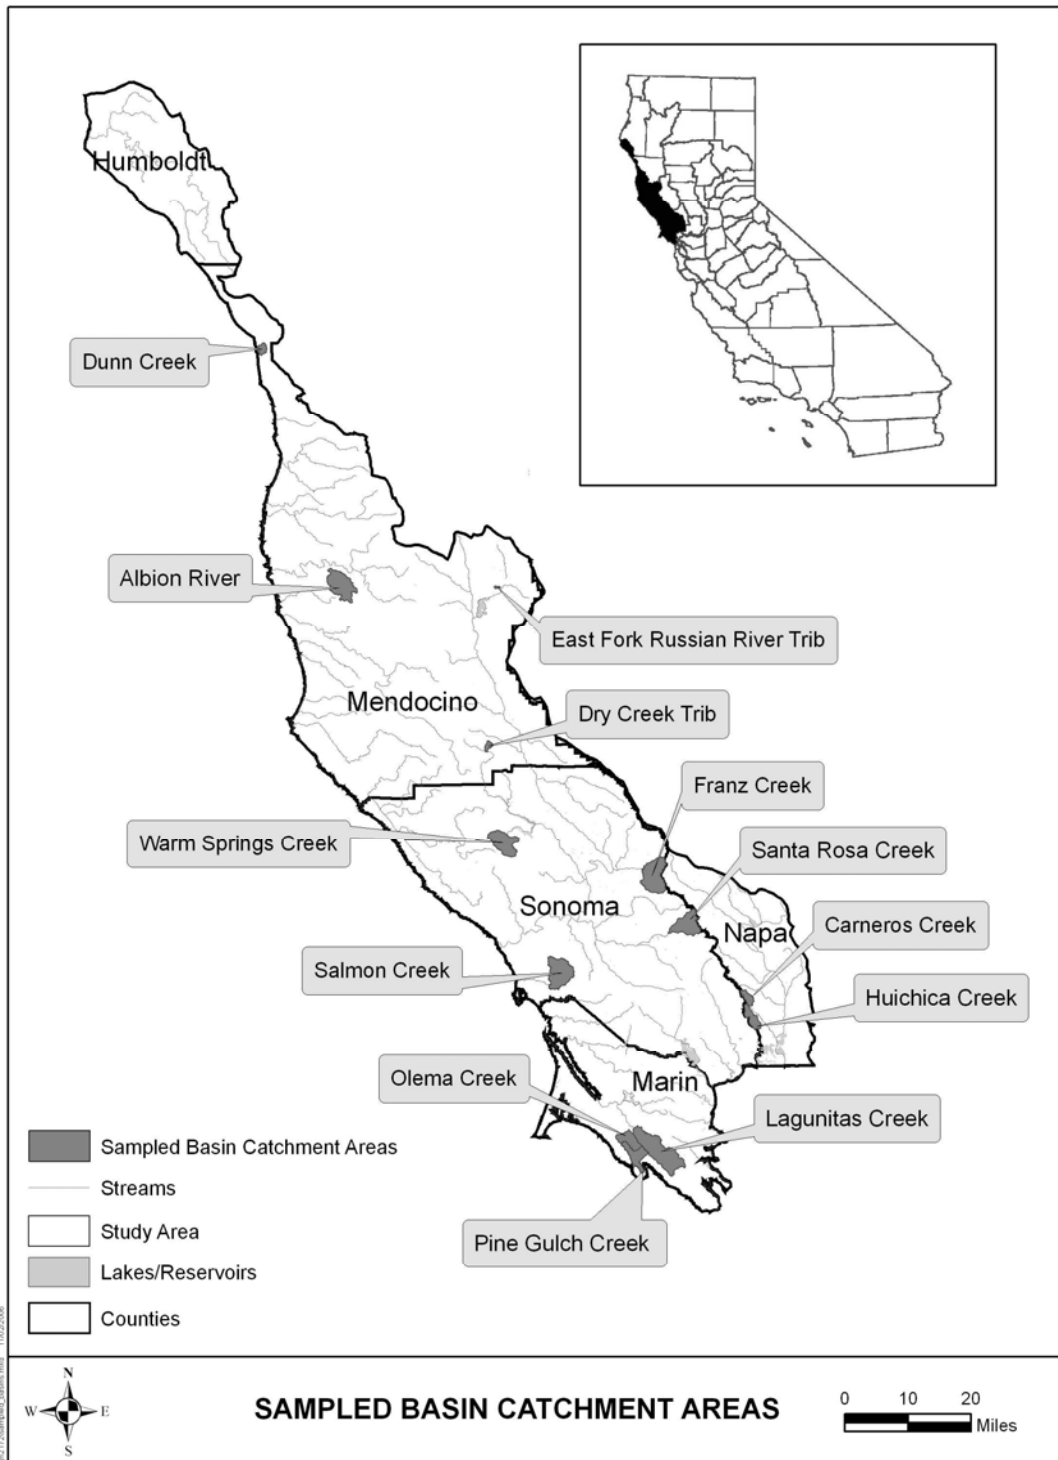 Humboldt
Dunn Creek
Albion River
East Fork Russian River Trib
Mendocino
Dry Creek Trib
Franz Creek
Warm Springs Creek
Santa Rosa Creek
Sonoma
Napa
Carneros Creek
Salmon Creek
Huichica Creek
Olema Creek
Marin
Lagunitas Creek
Pine Gulch Creek
Sampled Basin Catchment Areas
Streams
Study Area
Lakes/Reservoirs
Counties
N
W E
S
SAMPLED BASIN CATCHMENT AREAS
0 10 20
Miles